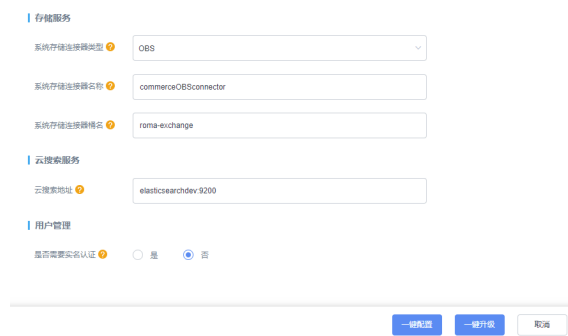 存储服务
系统存储连接器类型 OBS
系统存储连接器名称 commerceOBSconnector
系统存储连接器桶名 roma-exchange
云搜索服务
云搜索地址 elasticsearchdev:9200
用户管理
是否需要实名认证 是 否
一键配置 一键升级 取消